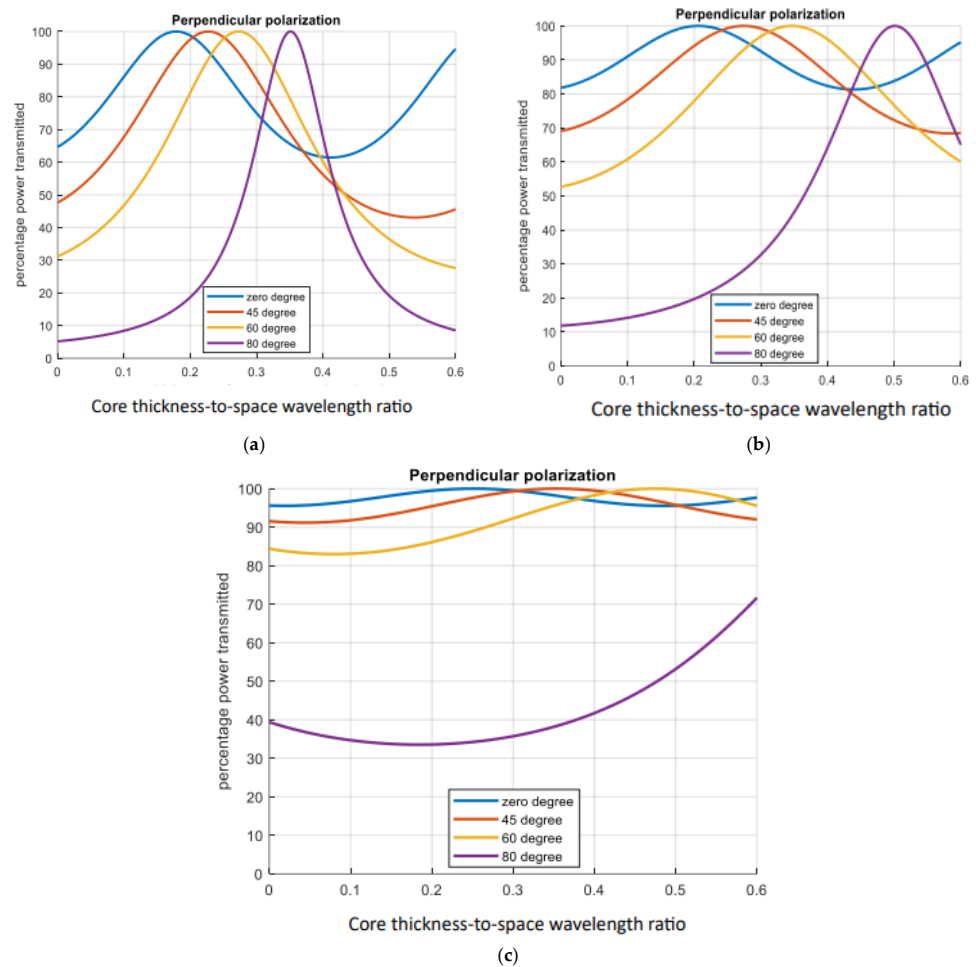 Perpendicular polarization
percentage power transmitted
100
90
80
70
60
50
40
30
20
10
0
zero degree
45 degree
60 degree
80 degree
0 0.1 0.2 0.3 0.4 0.5 0.6
Core thickness-to-space wavelength ratio
(a)
Perpendicular polarization
percentage power transmitted
100
90
80
70
60
50
40
30
20
10
0
zero degree
45 degree
60 degree
80 degree
0 0.1 0.2 0.3 0.4 0.5 0.6
Core thickness-to-space wavelength ratio
(b)
Perpendicular polarization
percentage power transmitted
100
90
80
70
60
50
40
30
20
10
0
zero degree
45 degree
60 degree
80 degree
0 0.1 0.2 0.3 0.4 0.5 0.6
Core thickness-to-space wavelength ratio
(c)